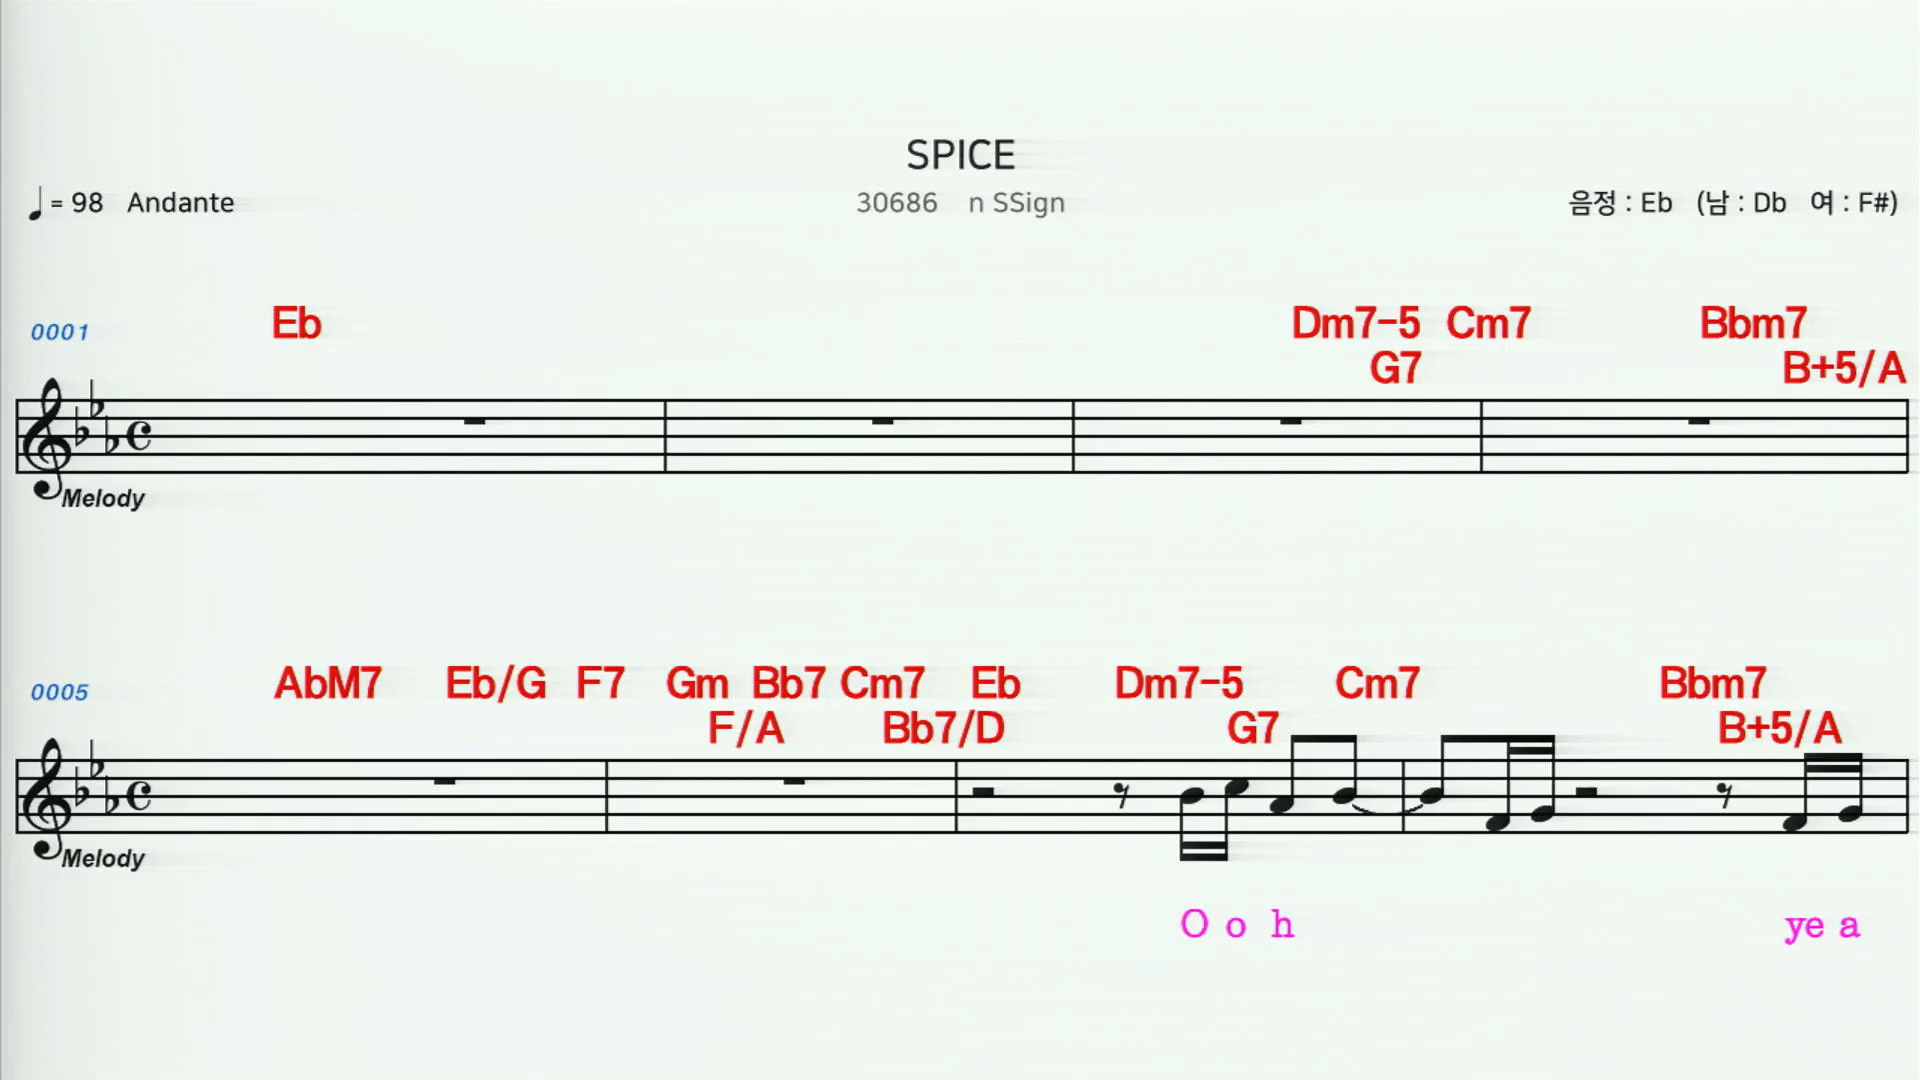 SPICE
♩= 98 Andante
30686 n SSign
음정 : Eb (남 : Db 여 : F#)
0001
Eb Dm7-5 Cm7 Bbm7
G7 B+5/A
Melody
0005
AbM7 Eb/G F7 Gm Bb7 Cm7 Eb Dm7-5 Cm7 Bbm7
F/A Bb7/D G7 B+5/A
Melody
O o h ye a